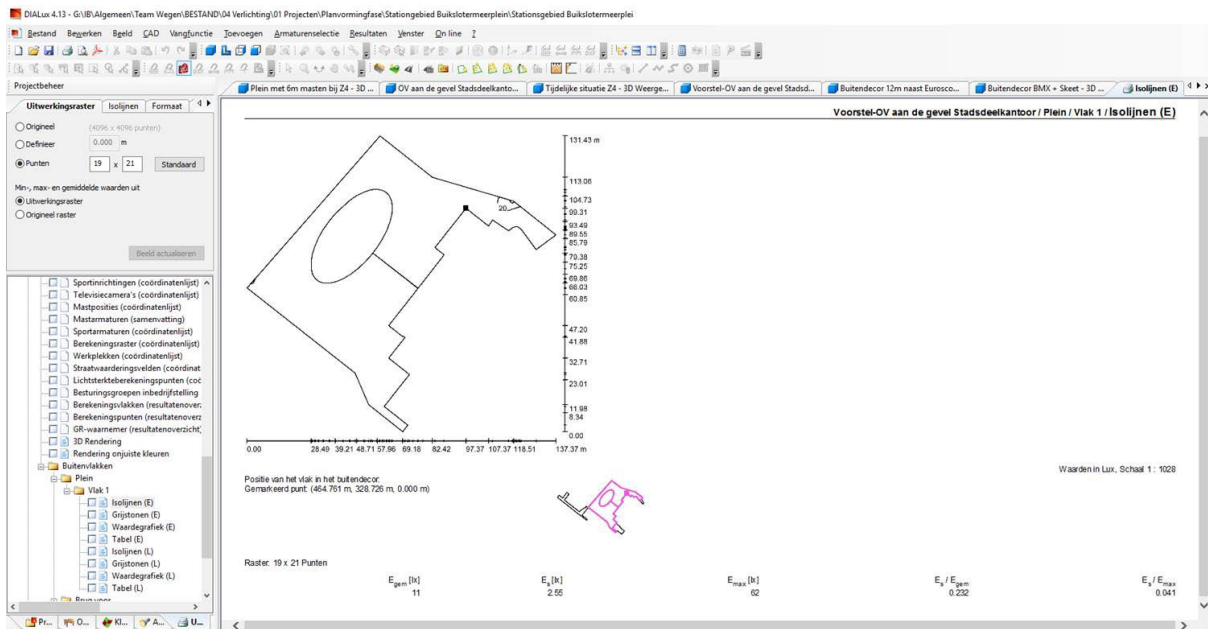 DIALux 4.13 - G:\IB\Algemeen\Team Wegen\BESTAND\04 Verlichting\01 Projecten\Planvormingfase\Stationgebied Buikslotermeerplein\Stationsgebied Buikslotermeerplei
Bestand Bewerken Beeld CAD Vangfunctie Toevoegen Armaturenselectie Resultaten Venster On line ?
Projectbeheer
Plein met 6m masten bij Z4 - 3D ...
OV aan de gevel Stadsdeelkanto...
Tijdelijke situatie Z4 - 3D Weerge...
Voorstel-OV aan de gevel Stadsd...
Buitendecor 12m naast Eurosco...
Buitendecor BMX + Skeet - 3D ...
Isolijnen (E)
Uitwerkingsraster Isolijnen Formaat
Origineel (4096 x 4096 punten)
Definieer 0.000 m
Punten 19 x 21 Standaard
Min-, max- en gemiddelde waarden uit
Uitwerkingsraster
Origineel raster
Beeld actualiseren
Sportinrichtingen (coördinatenlijst)
Televisiecamera's (coördinatenlijst)
Mastposities (coördinatenlijst)
Mastarmaturen (samenvatting)
Sportarmaturen (coördinatenlijst)
Berekeningsraster (coördinatenlijst)
Werkplekken (coördinatenlijst)
Straatwaarderingsvelden (coördinat
Lichtsterkteberekeningspunten (coö
Besturingsgroepen inbedrijfstelling
Berekeningsvlakken (resultatenover:
Berekeningspunten (resultatenoverz
GR-waarnemer (resultatenoverzicht)
3D Rendering
Rendering onjuiste kleuren
Buitenvlakken
Plein
Vlak 1
Isolijnen (E)
Grijstonen (E)
Waardegrafiek (E)
Tabel (E)
Isolijnen (L)
Grijstonen (L)
Waardegrafiek (L)
Tabel (L)
Brug voor
Pr... O... Kl... A... U...
Voorstel-OV aan de gevel Stadsdeelkantoor / Plein / Vlak 1 / Isolijnen (E)
131.43 m
113.06
104.73
99.31
93.49
89.55
85.79
70.38
75.25
69.86
66.03
60.85
47.20
41.88
32.71
23.01
11.98
8.34
0.00
20
0.00 28.49 39.21 48.71 57.96 69.18 82.42 97.37 107.37 118.51 137.37 m
Positie van het vlak in het buitendecor:
Gemarkeerd punt: (464.761 m, 328.726 m, 0.000 m)
Waarden in Lux, Schaal 1 : 1028
Raster: 19 x 21 Punten
Egem [lx] Es [lx] Emax [lx] Es / Egem Es / Emax
11 2.55 62 0.232 0.041